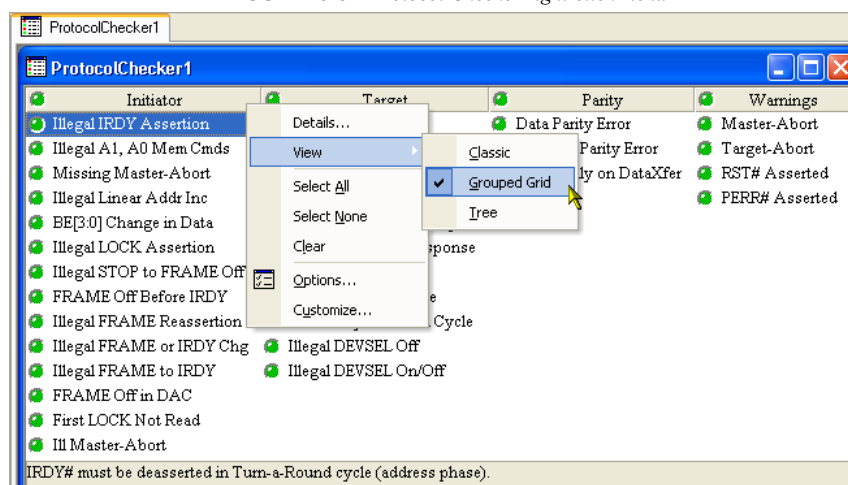 ProtocolChecker1
ProtocolChecker1
Initiator
Target
Parity
Warnings
Illegal IRDY Assertion
Illegal A1, A0 Mem Cmds
Missing Master-Abort
Illegal Linear Addr Inc
BE[3:0] Change in Data
Illegal LOCK Assertion
Illegal STOP to FRAME Off
FRAME Off Before IRDY
Illegal FRAME Reassertion
Illegal FRAME or IRDY Chg
Illegal FRAME to IRDY
FRAME Off in DAC
First LOCK Not Read
Ill Master-Abort
Details...
View
Select All
Select None
Clear
Options...
Customize...
Classic
Grouped Grid
Tree
Cycle
Illegal DEVSEL Off
Illegal DEVSEL On/Off
Data Parity Error
Parity Error
on DataXfer
Master-Abort
Target-Abort
RST# Asserted
PERR# Asserted
IRDY# must be deasserted in Turn-a-Round cycle (address phase).